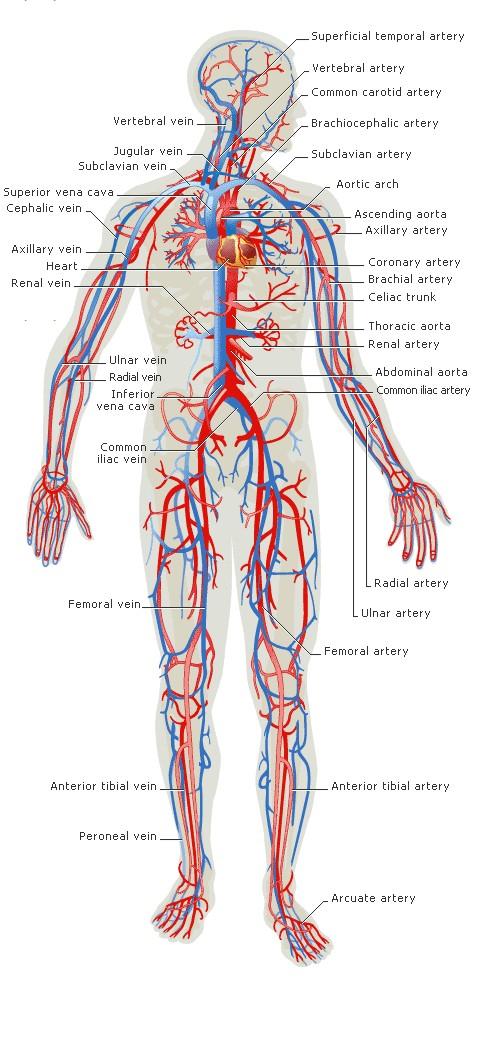 Superficial temporal artery
Vertebral artery
Common carotid artery
Vertebral vein
Brachiocephalic artery
Jugular vein
Subclavian artery
Subclavian vein
Aortic arch
Superior vena cava
Cephalic vein
Ascending aorta
Axillary artery
Axillary vein
Heart
Coronary artery
Renal vein
Brachial artery
Celiac trunk
Thoracic aorta
Renal artery
Ulnar vein
Abdominal aorta
Radial vein
Common iliac artery
Inferior
vena cava
Common
iliac vein
Radial artery
Femoral vein
Ulnar artery
Femoral artery
Anterior tibial vein
Anterior tibial artery
Peroneal vein
Arcuate artery